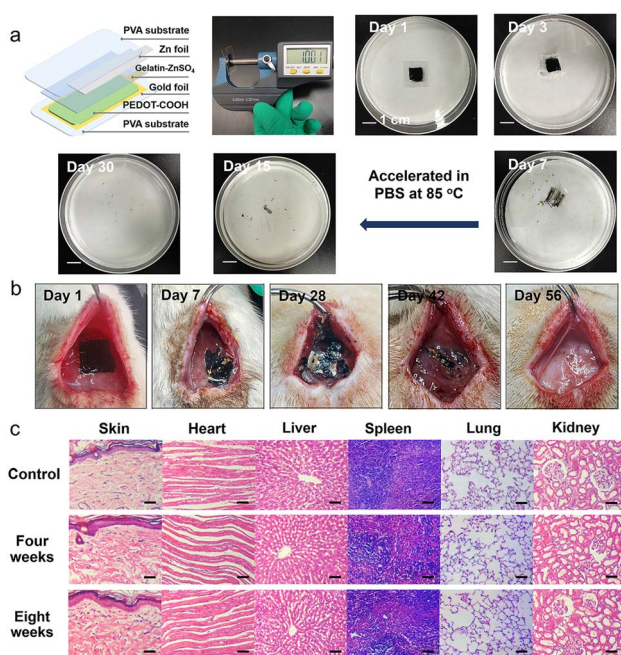 a
PVA substrate
Zn foil
Gelatin-ZnSO₄
Gold foil
PEDOT-COOH
PVA substrate
Day 1
1 cm
Day 3
Day 30
Day 15
Accelerated in
PBS at 85 °C
Day 7
b
Day 1
Day 7
Day 28
Day 42
Day 56
c
Skin
Heart
Liver
Spleen
Lung
Kidney
Control
Four
weeks
Eight
weeks